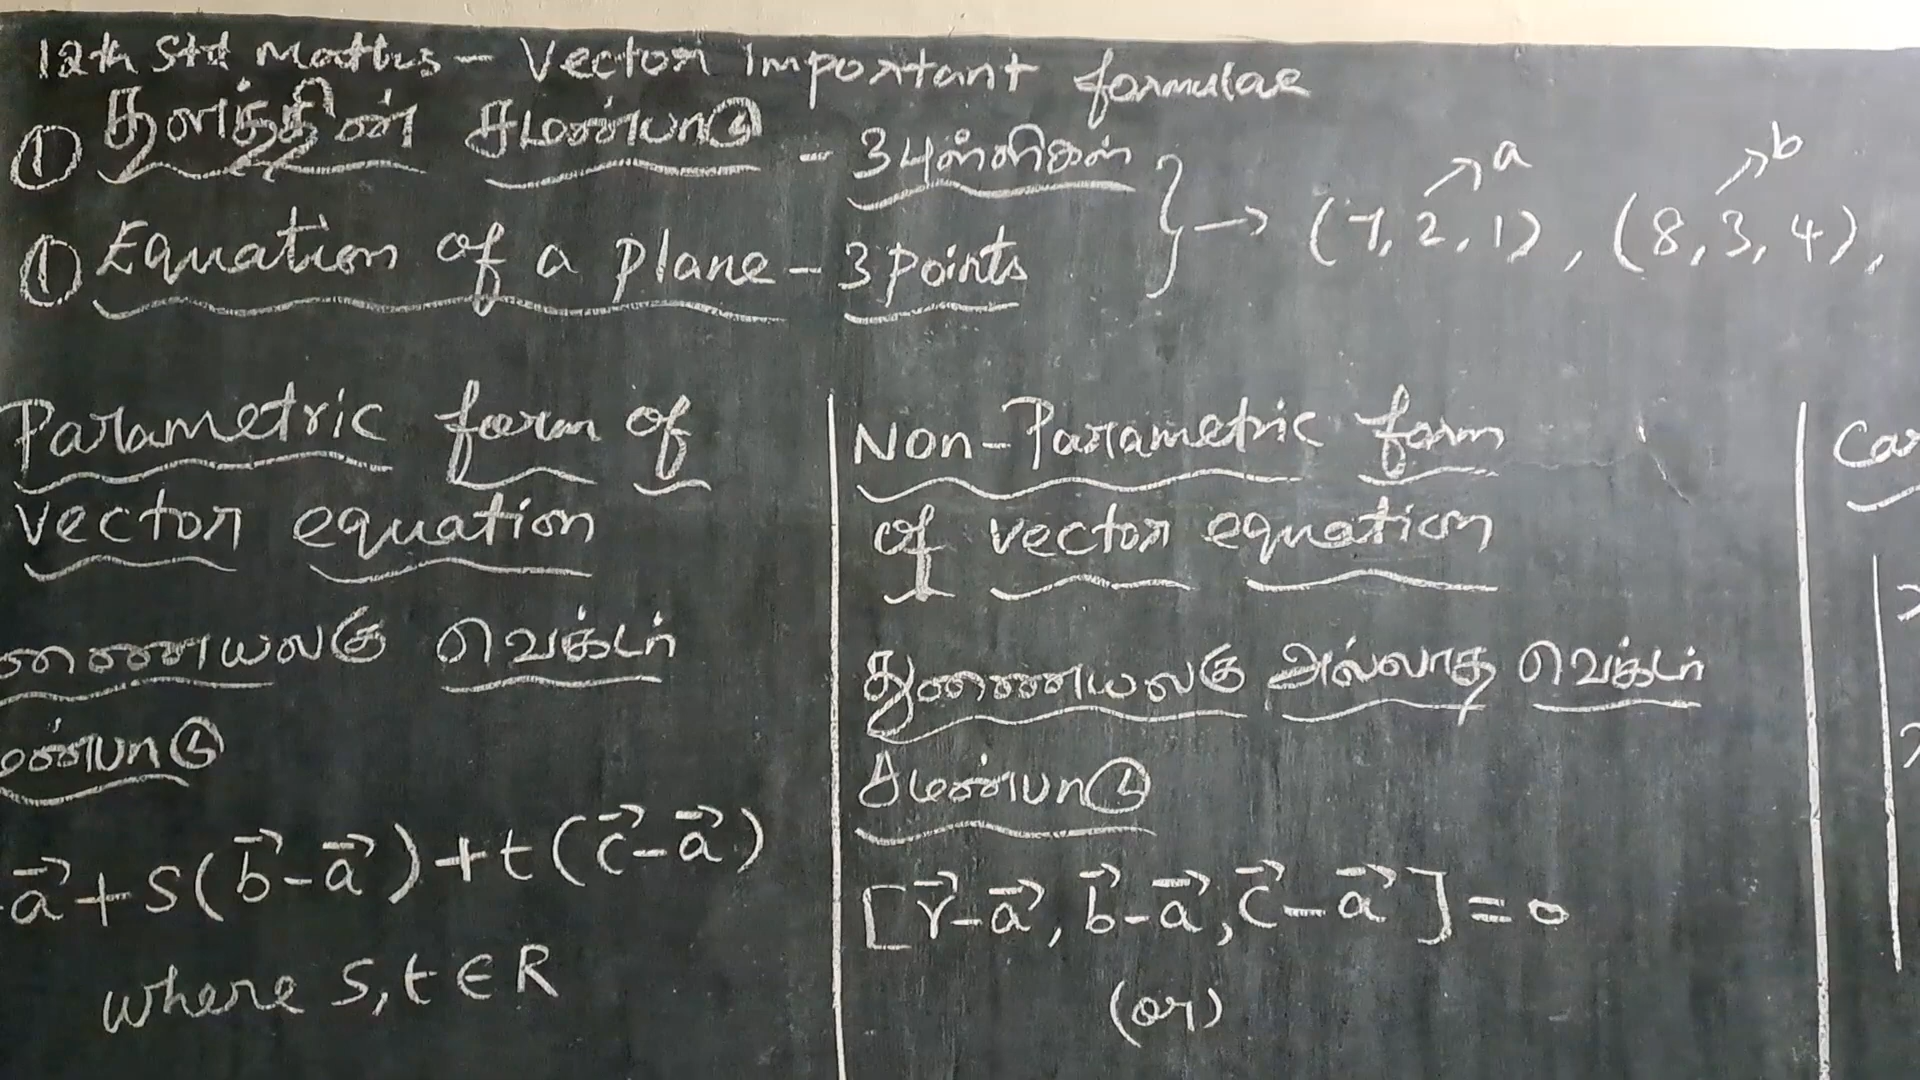 12th Std Maths – Vector Important formulae
① தளத்தின் சமன்பாடு – 3 புள்ளிகள்
① Equation of a plane – 3 points
} → (7, 2, 1), (8, 3, 4),
↗ a
↗ b
Parametric form of
Vector equation
ணையலகு வெக்டர்
மன்பாடு
a⃗ + s(b⃗ – a⃗) + t(c⃗ – a⃗)
where s, t ∈ R
Non-Parametric form
of vector equation
துணையலகு அல்லாத வெக்டர்
சமன்பாடு
[r⃗ – a⃗, b⃗ – a⃗, c⃗ – a⃗] = 0
(or)
Car